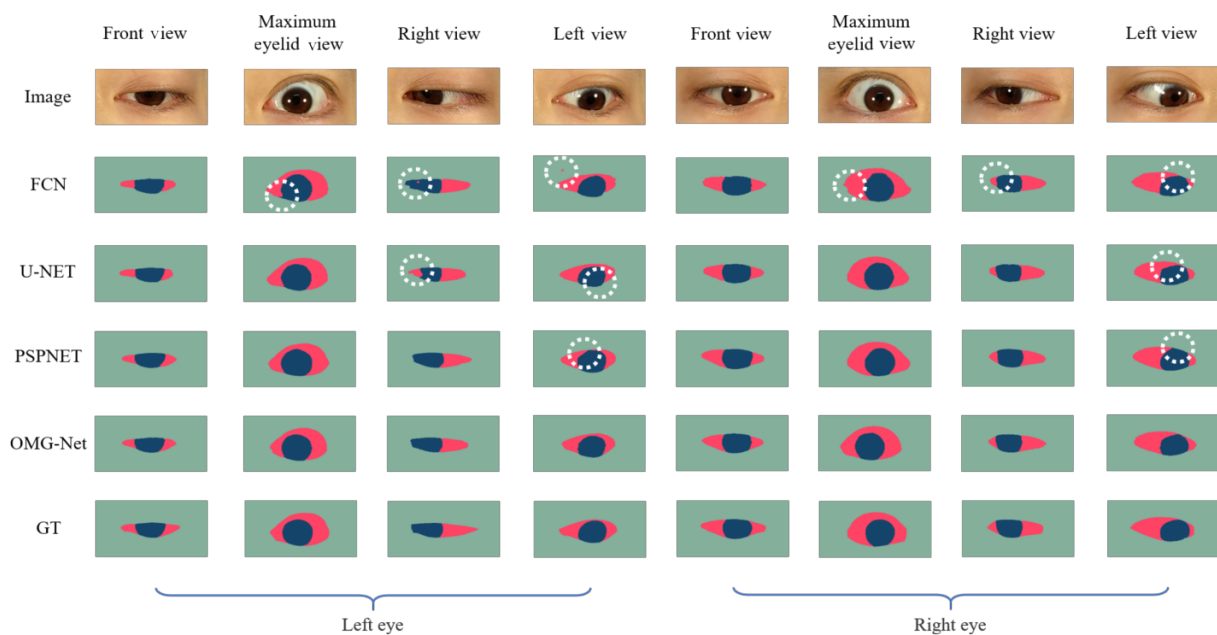 Front view
Maximum
eyelid view
Right view
Left view
Front view
Maximum
eyelid view
Right view
Left view
Image
FCN
U-NET
PSPNET
OMG-Net
GT
Left eye
Right eye